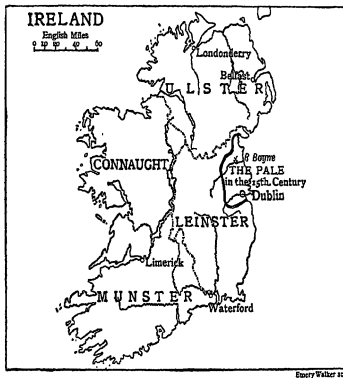 IRELAND
English Miles
0 10 20 40 60
Londonderry
Belfast
ULSTER
CONNAUGHT
R Boyne
THE PALE
in the 15th. Century
Dublin
LEINSTER
Limerick
MUNSTER
Waterford
Emery Walker